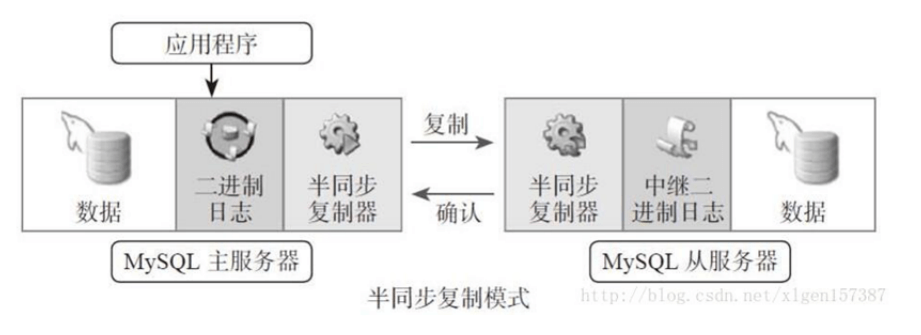 应用程序
复制
数据
二进制
日志
半同步
复制器
确认
半同步
复制器
中继二
进制日志
数据
MySQL 主服务器
MySQL 从服务器
半同步复制模式
http://blog.csdn.net/xlgen157387